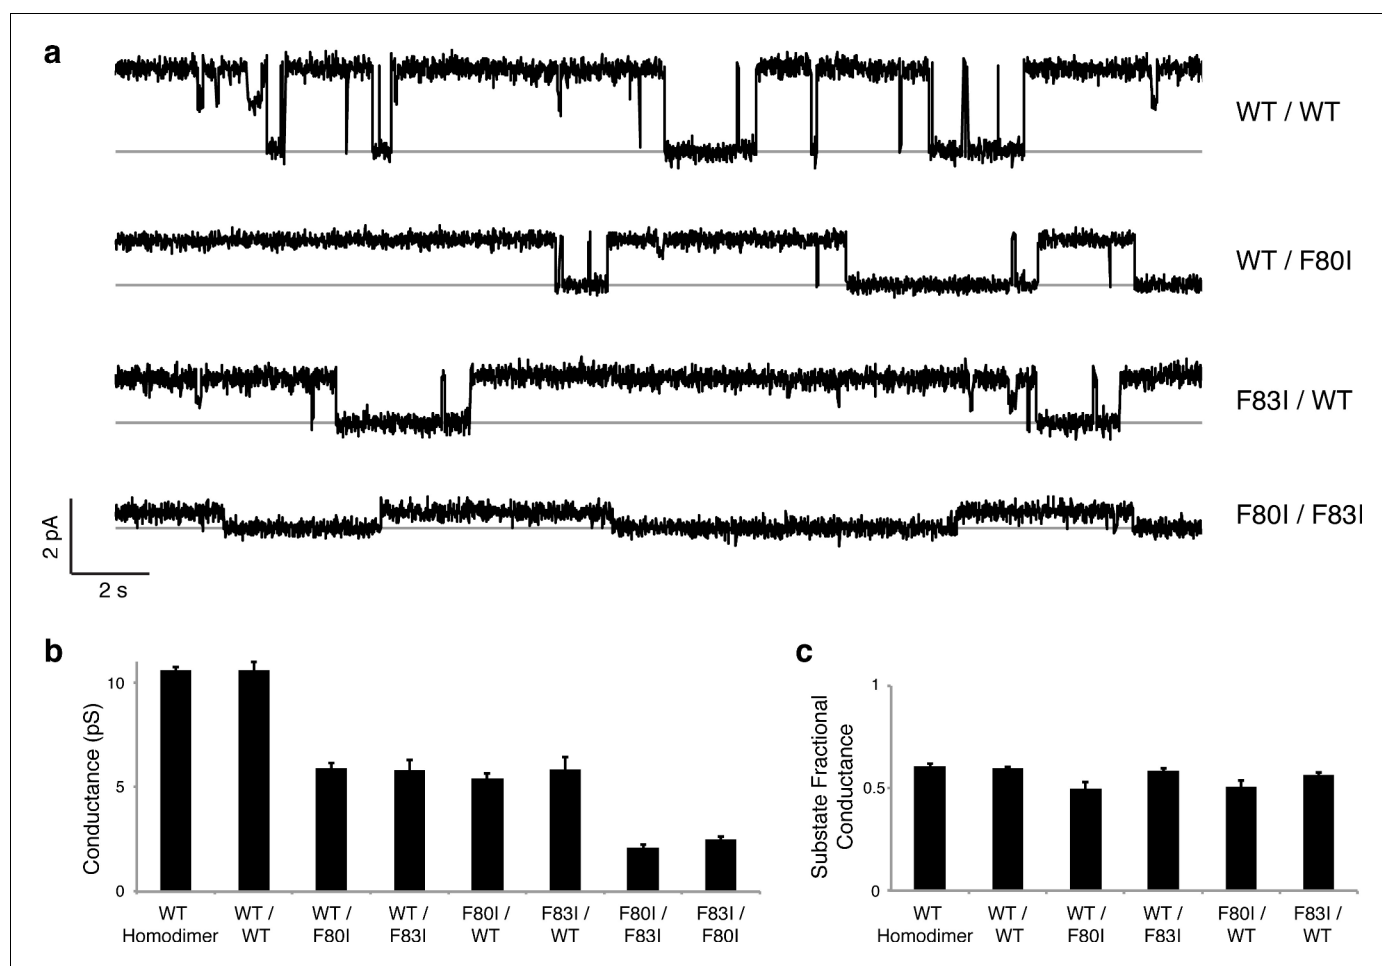 a
WT / WT
WT / F80I
F83I / WT
F80I / F83I
2 pA
2 s
b
Conductance (pS)
10
5
0
WT Homodimer
WT / WT
WT / F80I
WT / F83I
F80I / WT
F83I / WT
F80I / F83I
F83I / F80I
c
Substate Fractional
Conductance
1
0.5
0
WT Homodimer
WT / WT
WT / F80I
WT / F83I
F80I / WT
F83I / WT